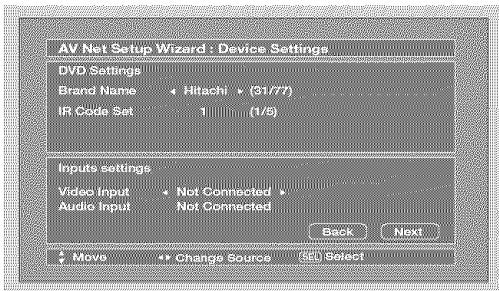 AV Net Setup Wizard : Device Settings
DVD Settings
Brand Name ◂ Hitachi ▸ (31/77)
IR Code Set 1 (1/5)
Inputs settings
Video Input ◂ Not Connected ▸
Audio Input Not Connected
Back Next
Move ◂▸ Change Source SEL Select